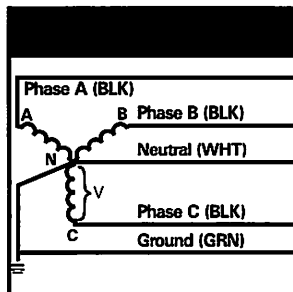 Phase A (BLK)
A
B
Phase B (BLK)
N
Neutral (WHT)
V
Phase C (BLK)
C
Ground (GRN)